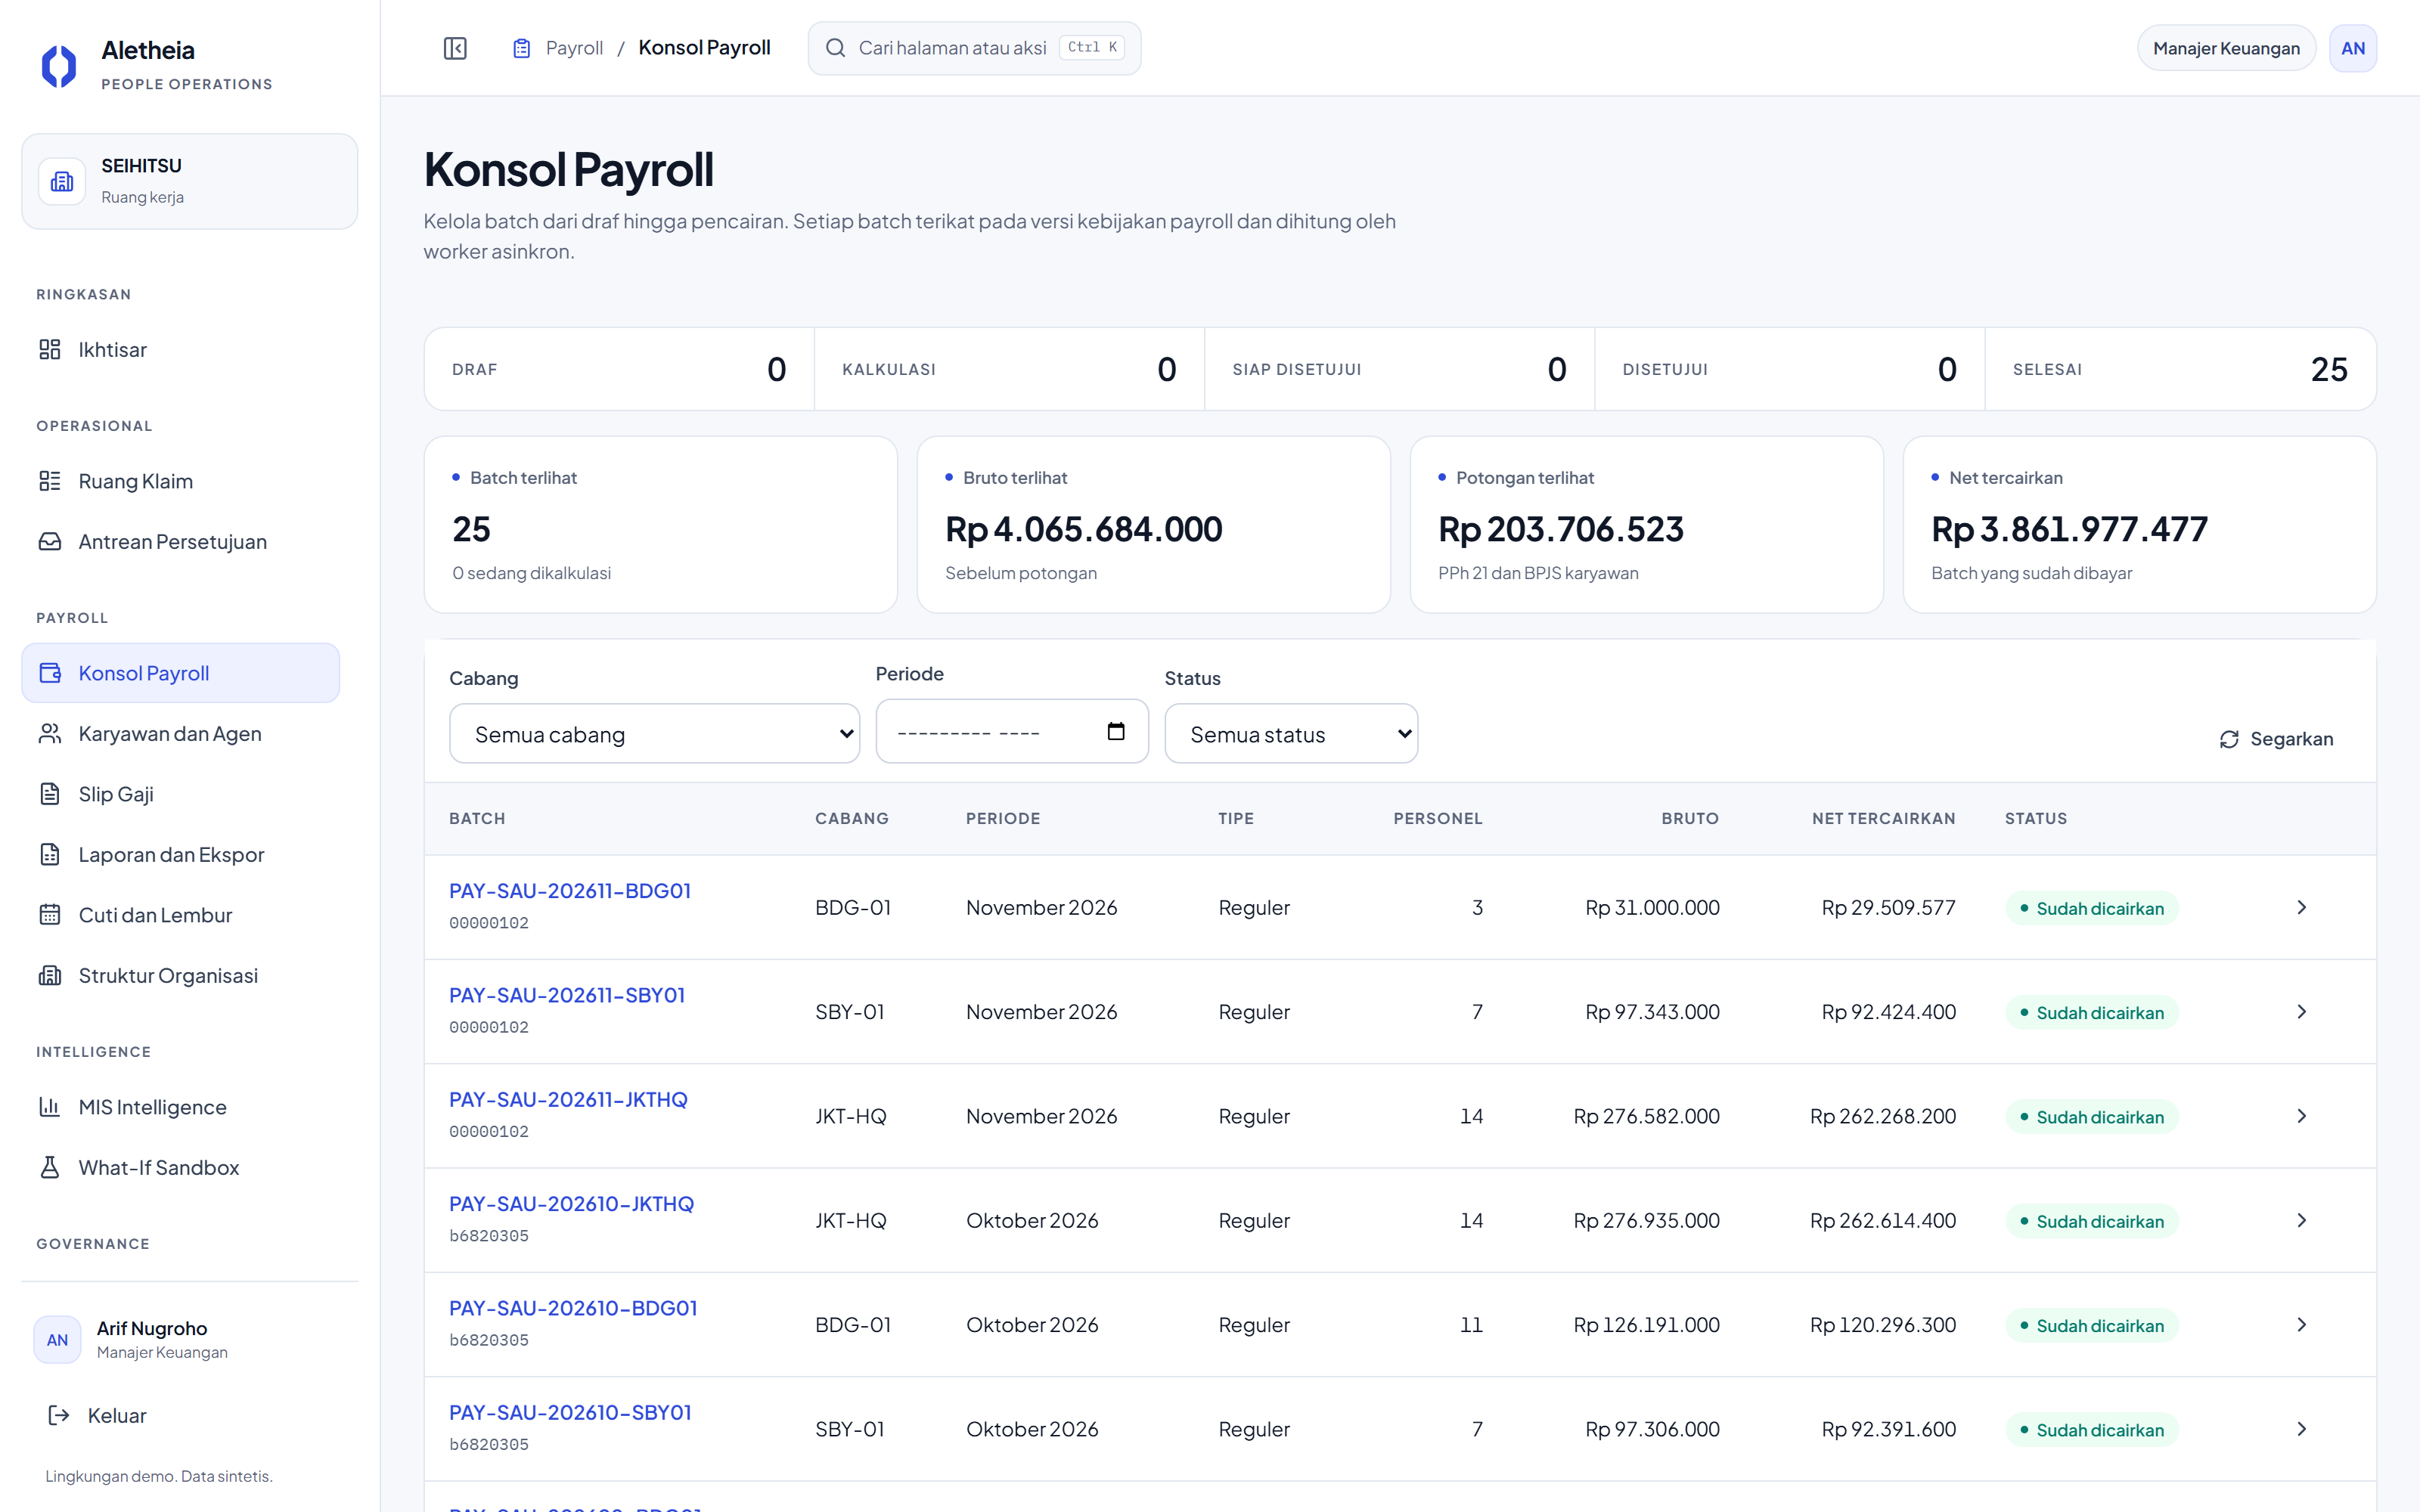 Aletheia
PEOPLE OPERATIONS
SEIHITSU
Ruang kerja
RINGKASAN
Ikhtisar
OPERASIONAL
Ruang Klaim
Antrean Persetujuan
PAYROLL
Konsol Payroll
Karyawan dan Agen
Slip Gaji
Laporan dan Ekspor
Cuti dan Lembur
Struktur Organisasi
INTELLIGENCE
MIS Intelligence
What-If Sandbox
GOVERNANCE
AN
Arif Nugroho
Manajer Keuangan
Keluar
Lingkungan demo. Data sintetis.
Payroll / Konsol Payroll
Cari halaman atau aksi Ctrl K
Manajer Keuangan
AN
Konsol Payroll
Kelola batch dari draf hingga pencairan. Setiap batch terikat pada versi kebijakan payroll dan dihitung oleh
worker asinkron.
DRAF 0 KALKULASI 0 SIAP DISETUJUI 0 DISETUJUI 0 SELESAI 25
Batch terlihat
25
0 sedang dikalkulasi
Bruto terlihat
Rp 4.065.684.000
Sebelum potongan
Potongan terlihat
Rp 203.706.523
PPh 21 dan BPJS karyawan
Net tercairkan
Rp 3.861.977.477
Batch yang sudah dibayar
Cabang
Semua cabang
Periode
--------- ----
Status
Semua status
Segarkan
BATCH CABANG PERIODE TIPE PERSONEL BRUTO NET TERCAIRKAN STATUS
PAY-SAU-202611-BDG01
00000102
BDG-01 November 2026 Reguler 3 Rp 31.000.000 Rp 29.509.577 Sudah dicairkan
PAY-SAU-202611-SBY01
00000102
SBY-01 November 2026 Reguler 7 Rp 97.343.000 Rp 92.424.400 Sudah dicairkan
PAY-SAU-202611-JKTHQ
00000102
JKT-HQ November 2026 Reguler 14 Rp 276.582.000 Rp 262.268.200 Sudah dicairkan
PAY-SAU-202610-JKTHQ
b6820305
JKT-HQ Oktober 2026 Reguler 14 Rp 276.935.000 Rp 262.614.400 Sudah dicairkan
PAY-SAU-202610-BDG01
b6820305
BDG-01 Oktober 2026 Reguler 11 Rp 126.191.000 Rp 120.296.300 Sudah dicairkan
PAY-SAU-202610-SBY01
b6820305
SBY-01 Oktober 2026 Reguler 7 Rp 97.306.000 Rp 92.391.600 Sudah dicairkan